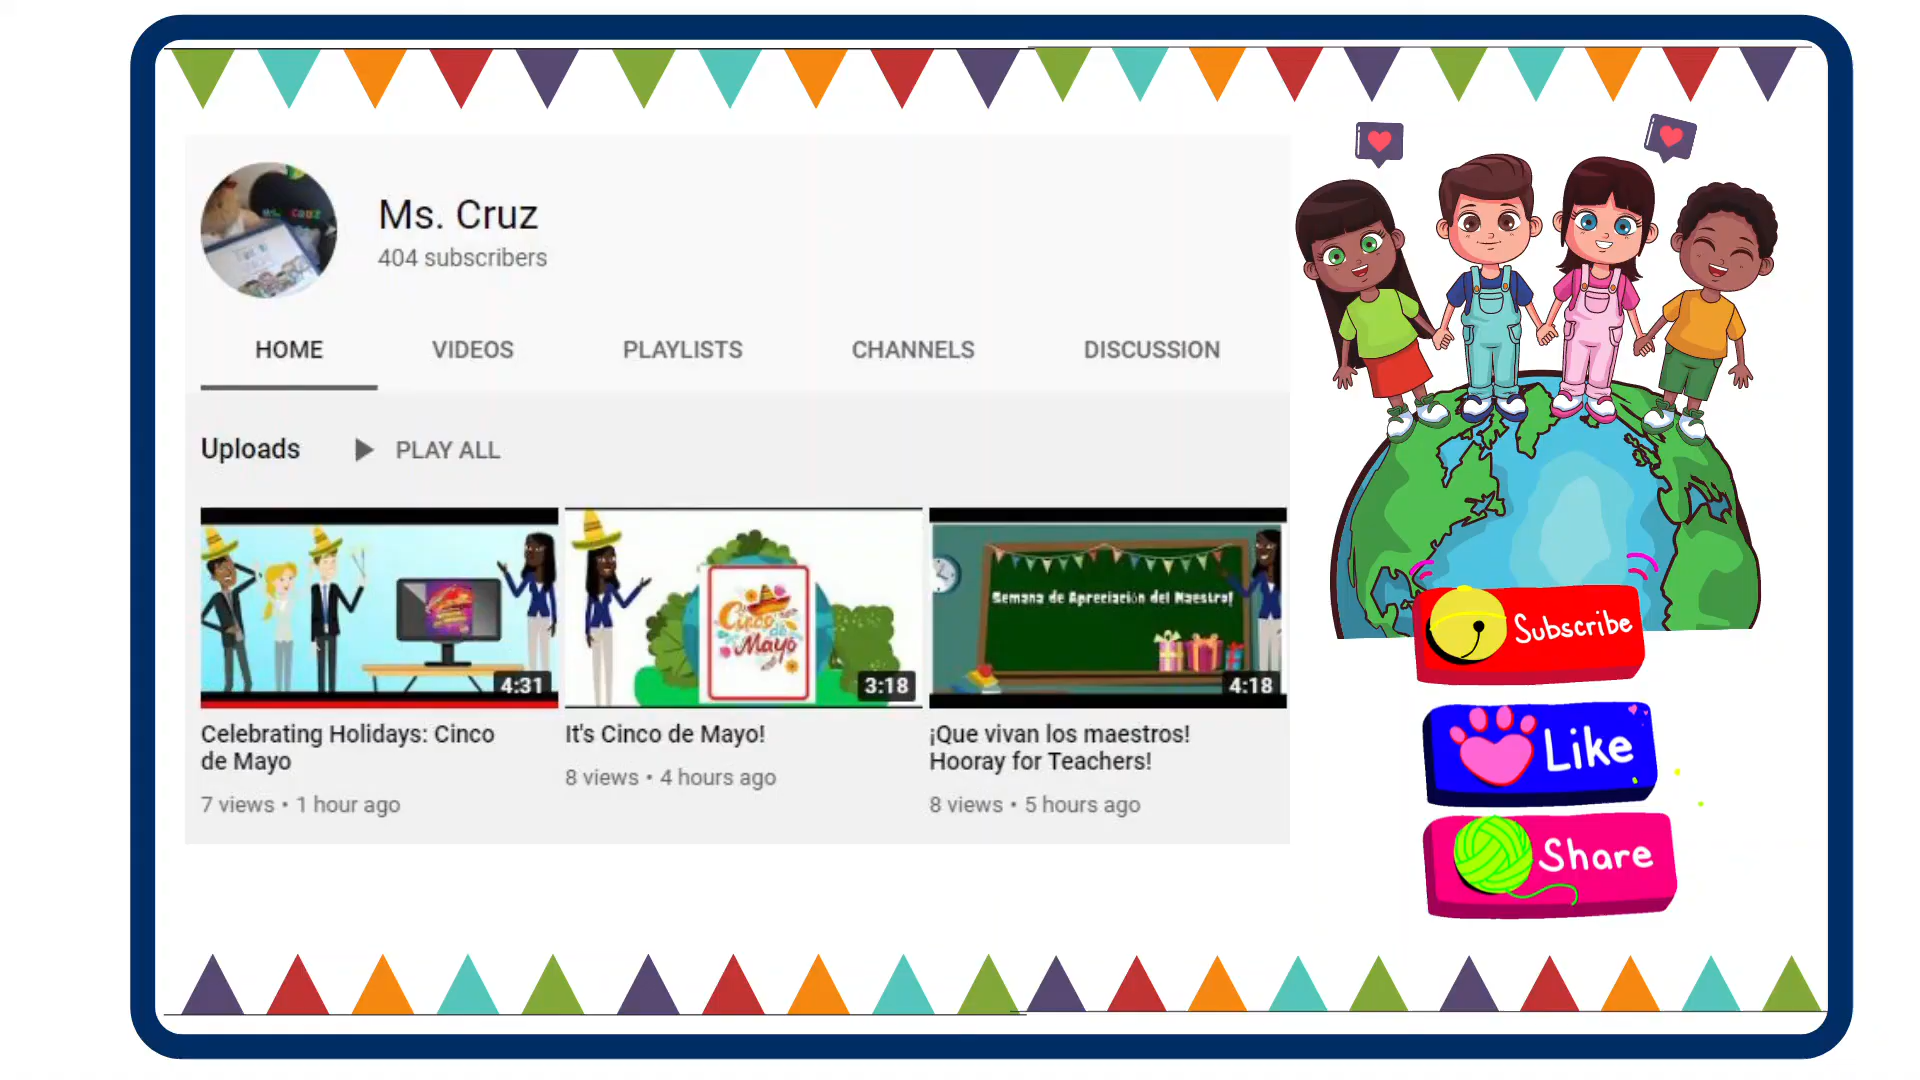 Ms. Cruz
404 subscribers
HOME VIDEOS PLAYLISTS CHANNELS DISCUSSION
Uploads PLAY ALL
4:31
Cinco de Mayo
3:18
Semana de Apreciación del Maestro!
4:18
Celebrating Holidays: Cinco de Mayo
7 views • 1 hour ago
It's Cinco de Mayo!
8 views • 4 hours ago
¡Que vivan los maestros!
Hooray for Teachers!
8 views • 5 hours ago
Subscribe
Like
Share